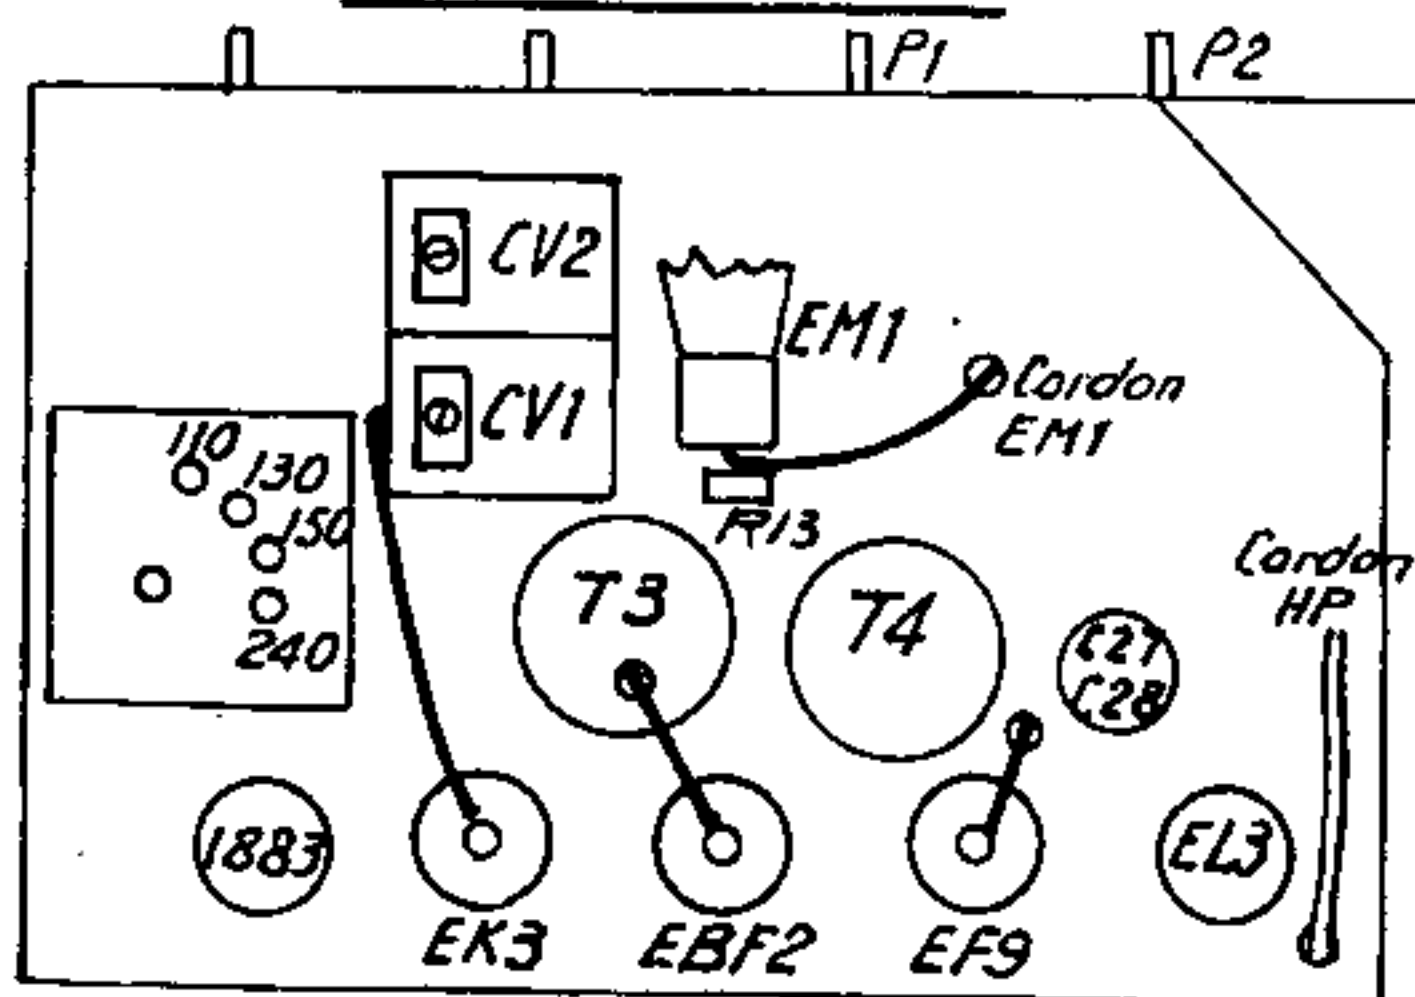 P1
P2
CV2
EM1
CV1
Cordon
EM1
110
130
150
240
R13
T3
T4
Cordon
HP
C27
C28
1883
EL3
EK3
EBF2
EF9